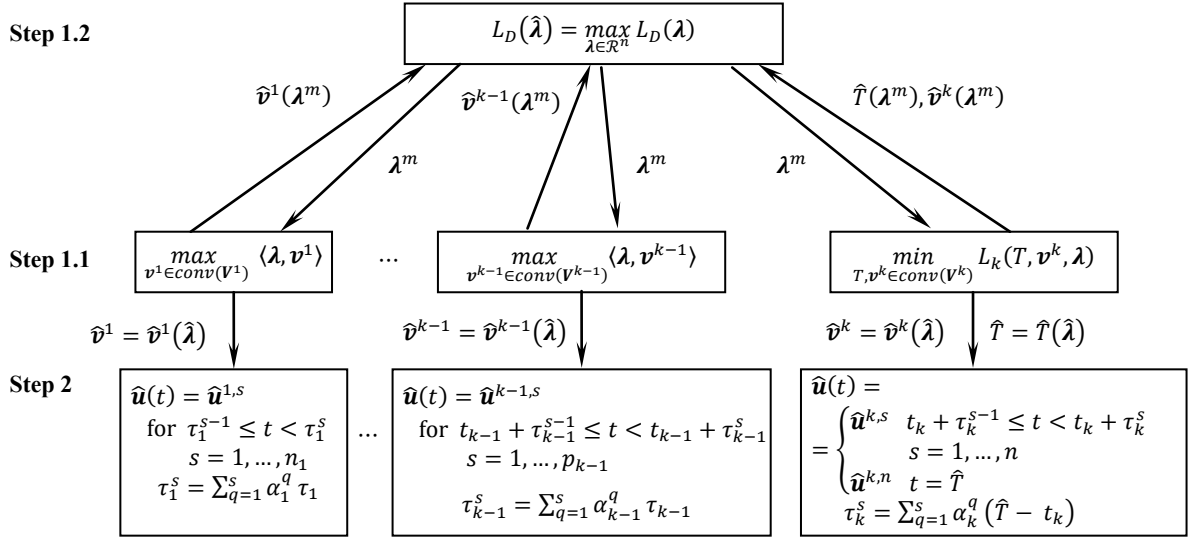 Step 1.2
L_D(λ̂) = max_{λ∈ℛ^n} L_D(λ)
v̂^1(λ^m)
v̂^{k−1}(λ^m)
T̂(λ^m), v̂^k(λ^m)
λ^m
λ^m
λ^m
Step 1.1
max_{v^1∈conv(V^1)} ⟨λ, v^1⟩
...
max_{v^{k−1}∈conv(V^{k−1})} ⟨λ, v^{k−1}⟩
min_{T,v^k∈conv(V^k)} L_k(T, v^k, λ)
v̂^1 = v̂^1(λ̂)
v̂^{k−1} = v̂^{k−1}(λ̂)
v̂^k = v̂^k(λ̂) T̂ = T̂(λ̂)
Step 2
û(t) = û^{1,s}
for τ_1^{s−1} ≤ t < τ_1^s
s = 1, …, n_1
τ_1^s = ∑_{q=1}^s α_1^q τ_1
...
û(t) = û^{k−1,s}
for t_{k−1} + τ_{k−1}^{s−1} ≤ t < t_{k−1} + τ_{k−1}^s
s = 1, …, p_{k−1}
τ_{k−1}^s = ∑_{q=1}^s α_{k−1}^q τ_{k−1}
û(t) =
= { û^{k,s} t_k + τ_k^{s−1} ≤ t < t_k + τ_k^s
s = 1, …, n
û^{k,n} t = T̂
τ_k^s = ∑_{q=1}^s α_k^q (T̂ − t_k)